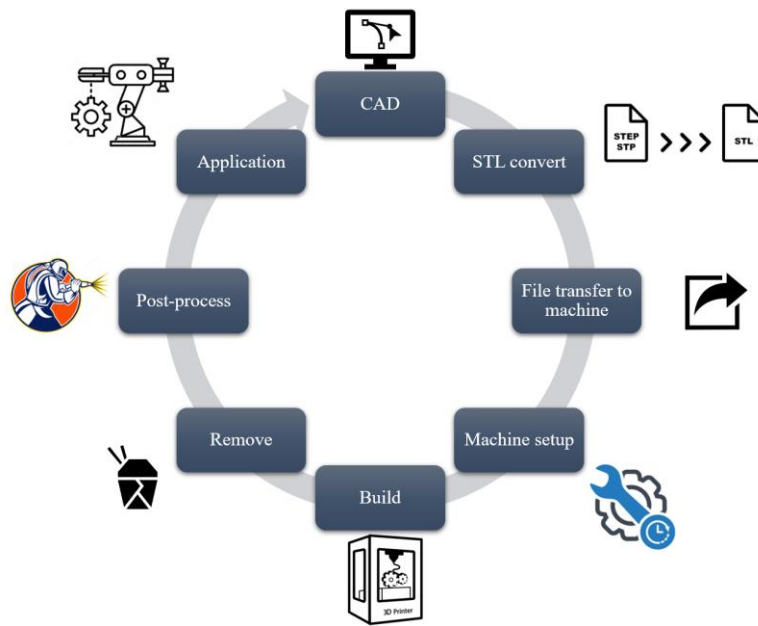 CAD
STL convert
STEP
STP
STL
File transfer to
machine
Machine setup
Build
3D Printer
Remove
Post-process
Application